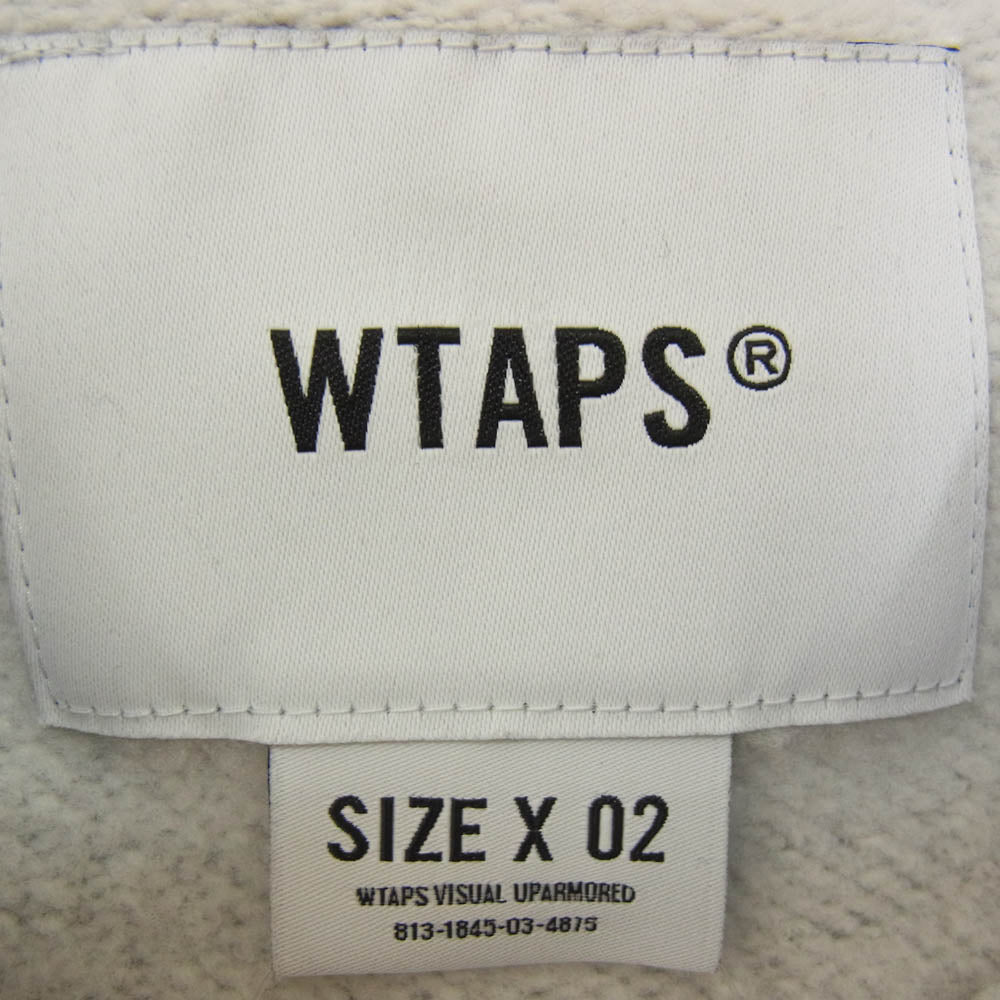 WTAPS®
SIZE X 02
WTAPS VISUAL UPARMORED
813-1845-03-4875